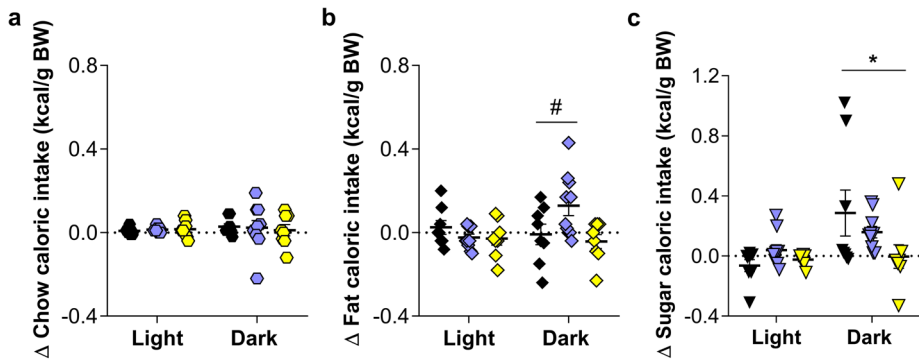 a
Δ Chow caloric intake (kcal/g BW)
0.8
0.4
0.0
-0.4
Light
Dark
b
Δ Fat caloric intake (kcal/g BW)
0.8
0.4
0.0
-0.4
#
Light
Dark
c
Δ Sugar caloric intake (kcal/g BW)
1.2
0.8
0.4
0.0
-0.4
*
Light
Dark